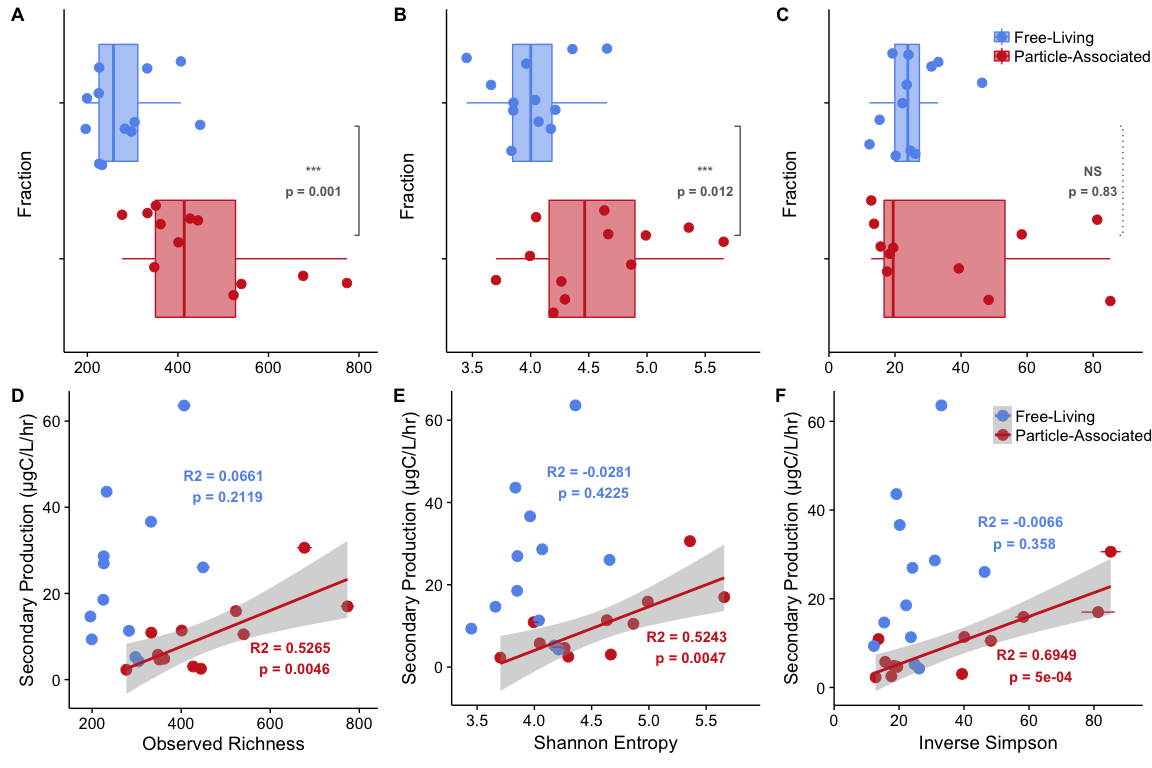 A
Fraction
***
p = 0.001
200 400 600 800
B
Fraction
***
p = 0.012
3.5 4.0 4.5 5.0 5.5
C
Free-Living
Particle-Associated
Fraction
NS
p = 0.83
0 20 40 60 80
D
Secondary Production (µgC/L/hr)
60
40
20
0
R2 = 0.0661
p = 0.2119
R2 = 0.5265
p = 0.0046
200 400 600 800
Observed Richness
E
Secondary Production (µgC/L/hr)
60
40
20
0
R2 = -0.0281
p = 0.4225
R2 = 0.5243
p = 0.0047
3.5 4.0 4.5 5.0 5.5
Shannon Entropy
F
Secondary Production (µgC/L/hr)
60
40
20
0
Free-Living
Particle-Associated
R2 = -0.0066
p = 0.358
R2 = 0.6949
p = 5e-04
0 20 40 60 80
Inverse Simpson